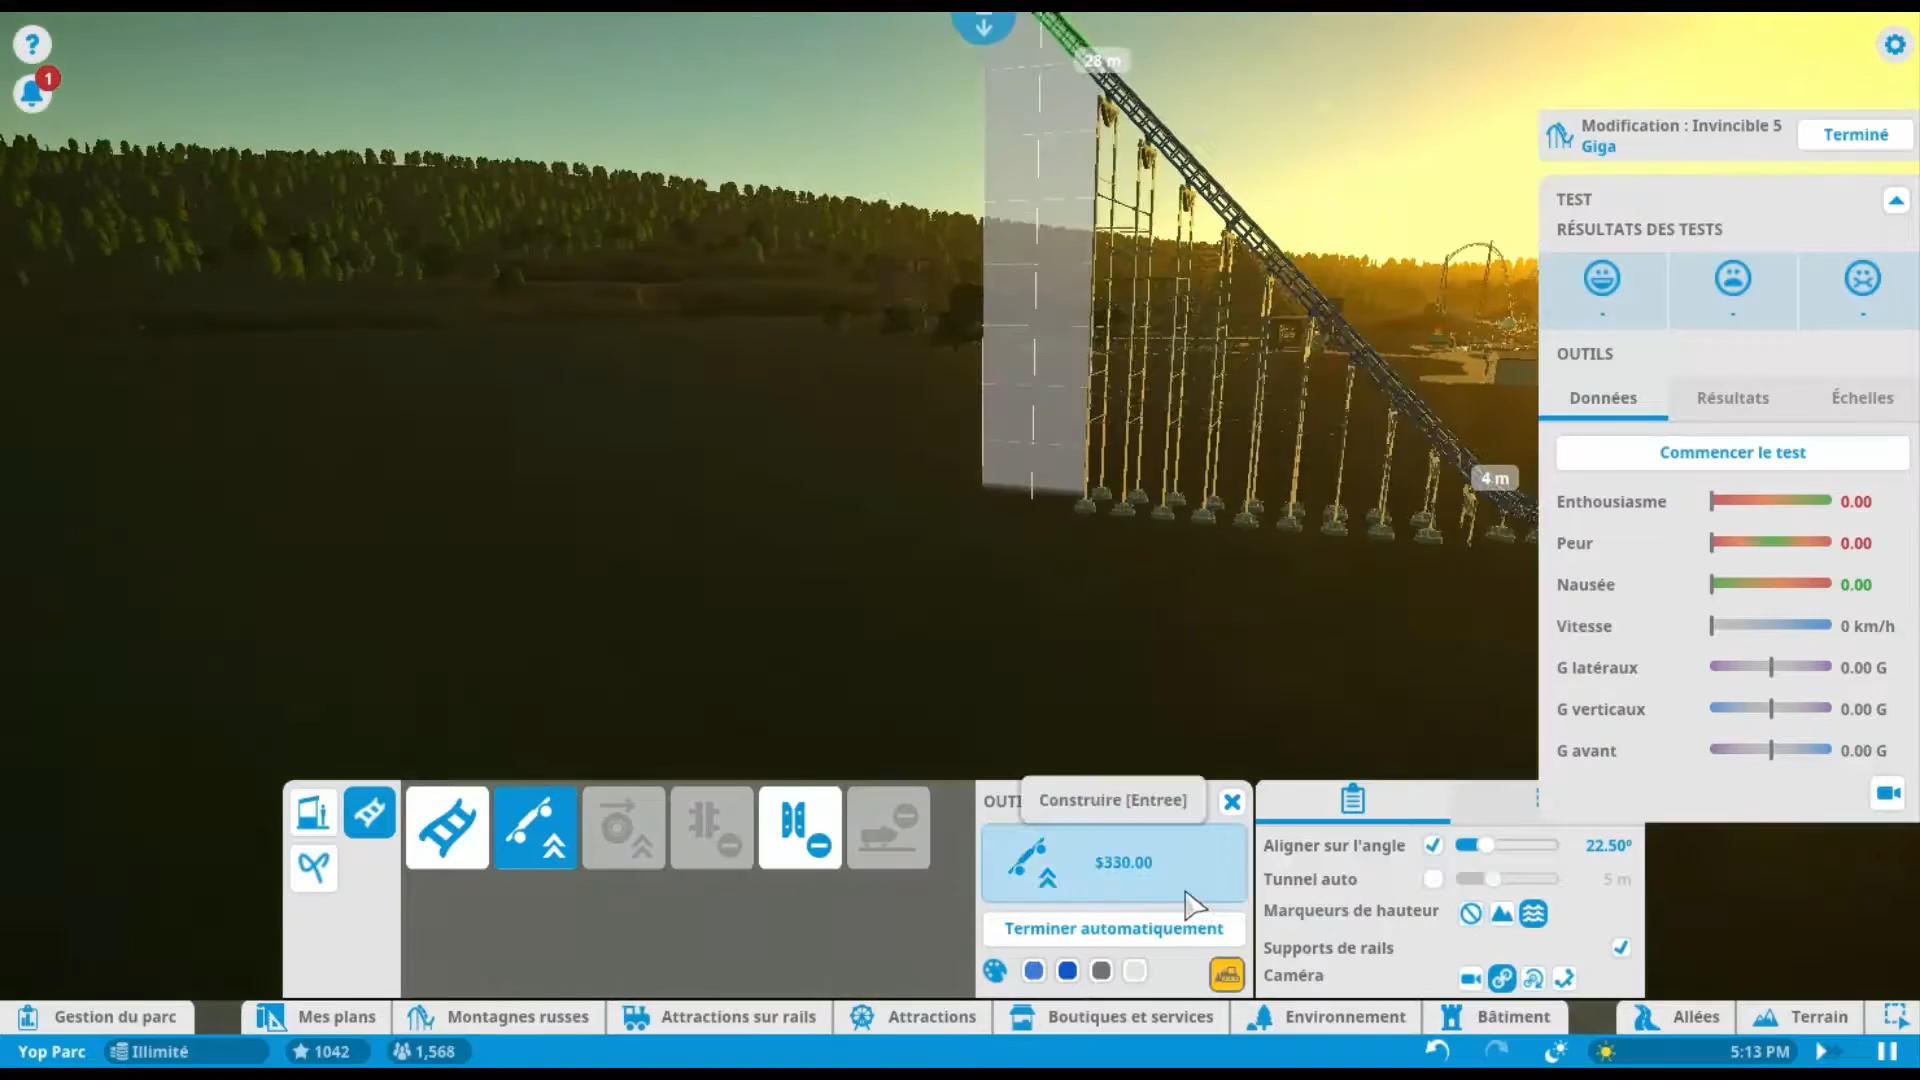 ?
1
28 m
4 m
Modification : Invincible 5
Giga
Terminé
TEST
RÉSULTATS DES TESTS
-
-
-
OUTILS
Données
Résultats
Échelles
Commencer le test
Enthousiasme
0.00
Peur
0.00
Nausée
0.00
Vitesse
0 km/h
G latéraux
0.00 G
G verticaux
0.00 G
G avant
0.00 G
OUTI
Construire [Entree]
$330.00
Terminer automatiquement
Aligner sur l'angle
22.50°
Tunnel auto
5 m
Marqueurs de hauteur
Supports de rails
Caméra
Gestion du parc
Mes plans
Montagnes russes
Attractions sur rails
Attractions
Boutiques et services
Environnement
Bâtiment
Allées
Terrain
Yop Parc
Illimité
1042
1,568
5:13 PM